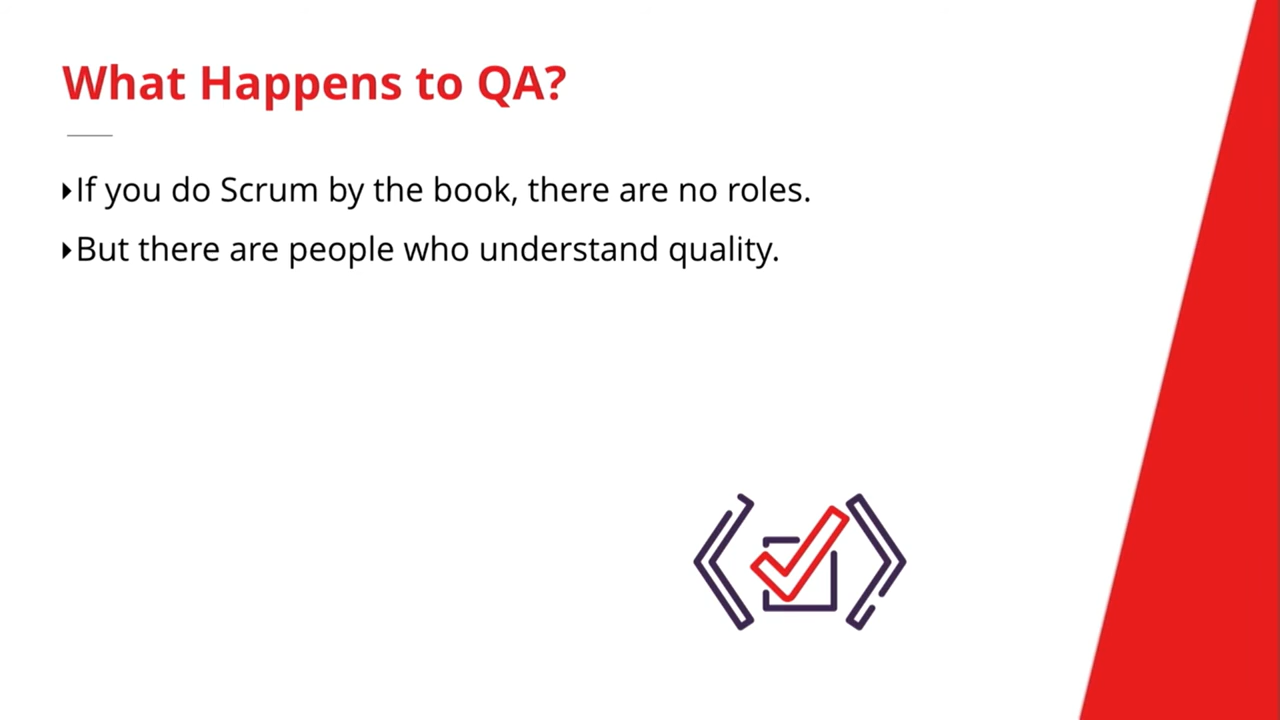 What Happens to QA?
If you do Scrum by the book, there are no roles.
But there are people who understand quality.